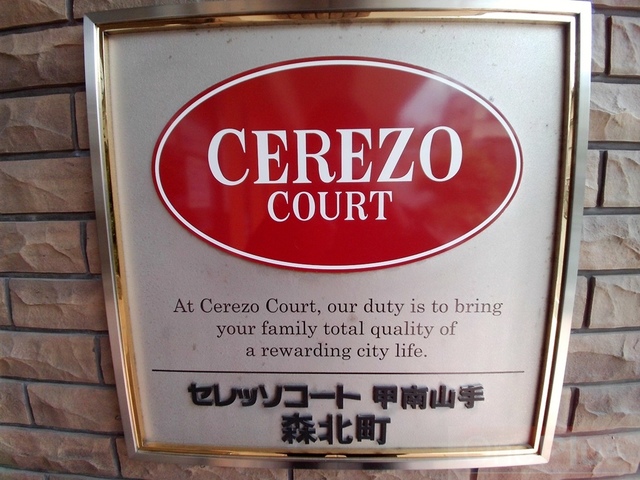 CEREZO
COURT
At Cerezo Court, our duty is to bring
your family total quality of
a rewarding city life.
セレッソコート 甲南山手
森北町